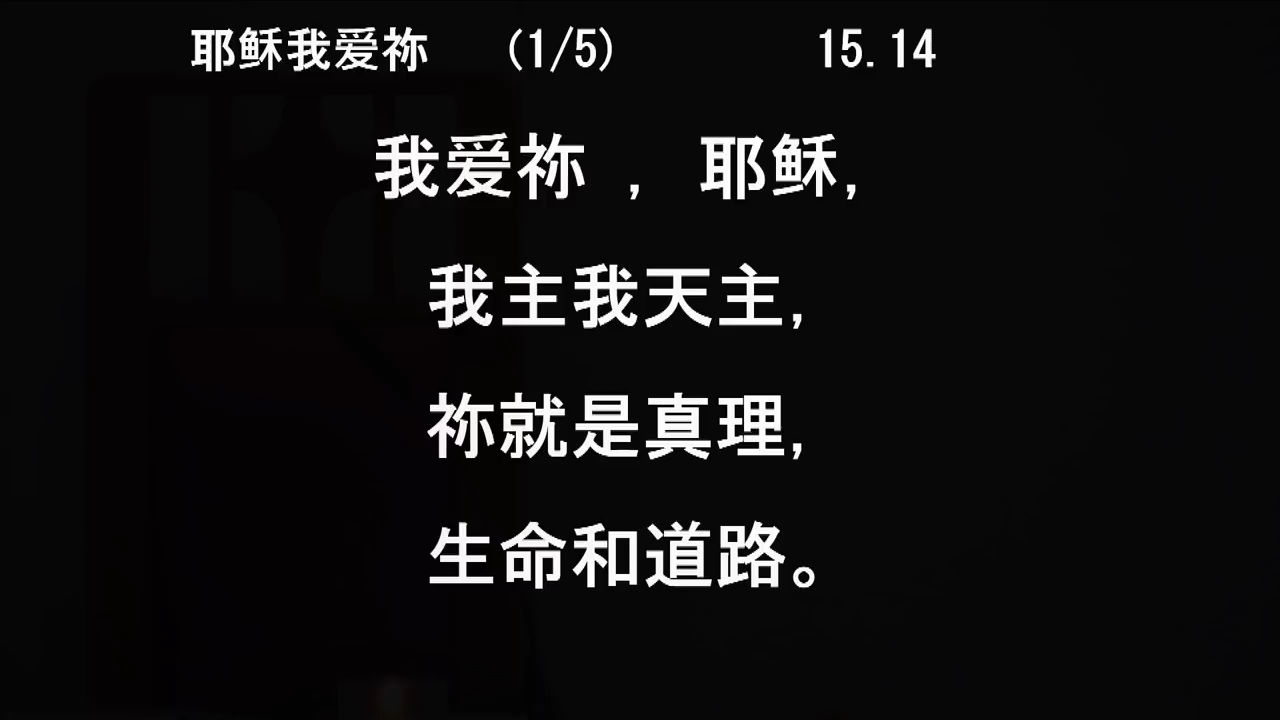 耶稣我爱祢 (1/5) 15.14
我爱祢 , 耶稣,
我主我天主,
祢就是真理,
生命和道路。